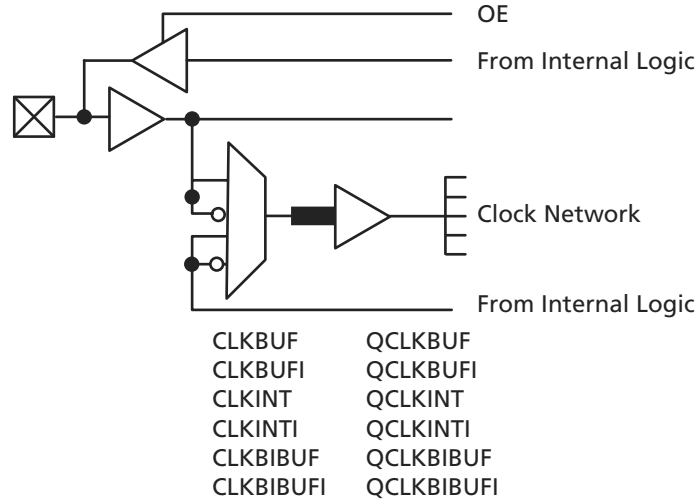 OE
From Internal Logic
Clock Network
From Internal Logic
CLKBUF QCLKBUF
CLKBUFI QCLKBUFI
CLKINT QCLKINT
CLKINTI QCLKINTI
CLKBIBUF QCLKBIBUF
CLKBIBUFI QCLKBIBUFI